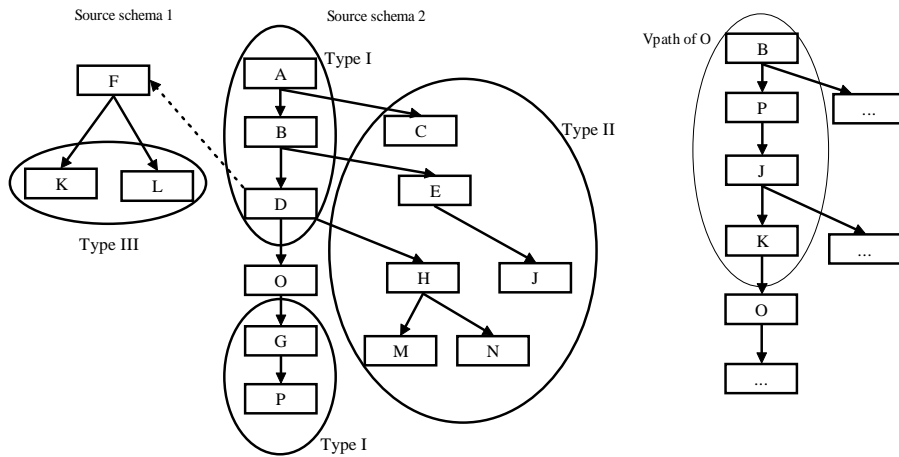 Source schema 1
Source schema 2
Vpath of O
Type I
F
A
B
C
B
P
...
Type II
K
L
E
J
D
Type III
...
K
O
H
J
O
G
M
N
P
...
Type I